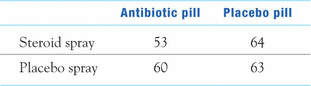 Antibiotic pill Placebo pill
Steroid spray 53 64
Placebo spray 60 63